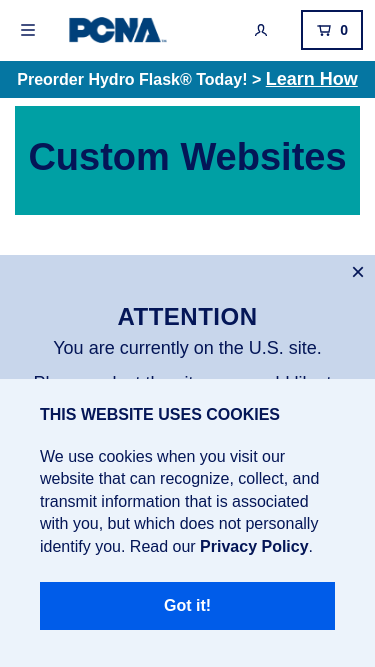 PCNA
0
Preorder Hydro Flask® Today! > Learn How
Custom Websites
ATTENTION
You are currently on the U.S. site.
THIS WEBSITE USES COOKIES
We use cookies when you visit our
website that can recognize, collect, and
transmit information that is associated
with you, but which does not personally
identify you. Read our Privacy Policy.
Got it!